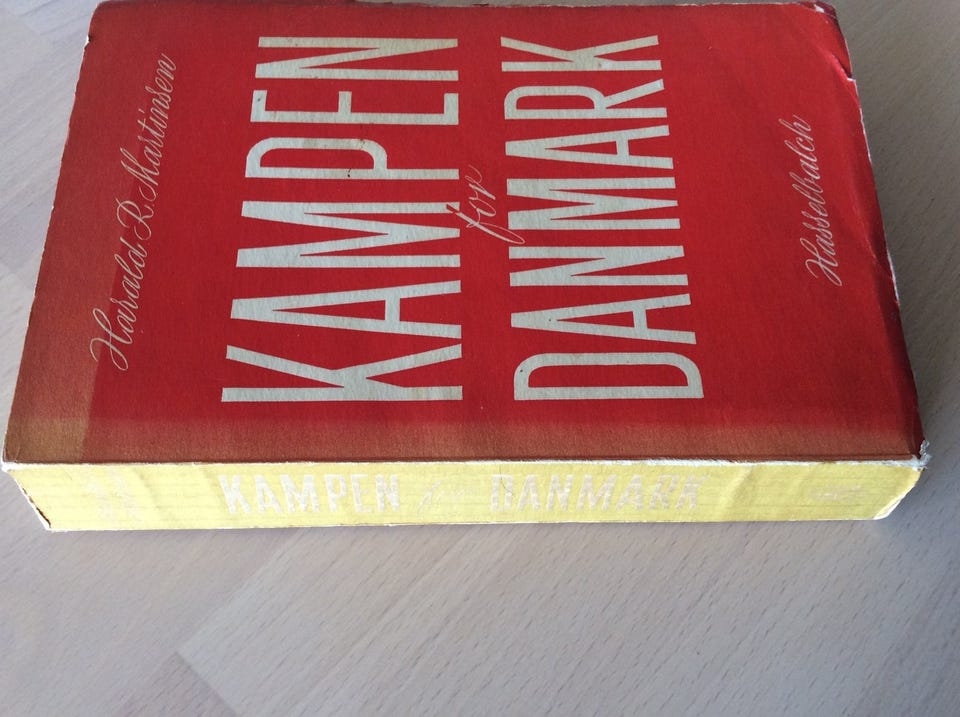 Harald R. Martinsen
KAMPEN
for
DANMARK
Hasselbalch
KAMPEN for DANMARK